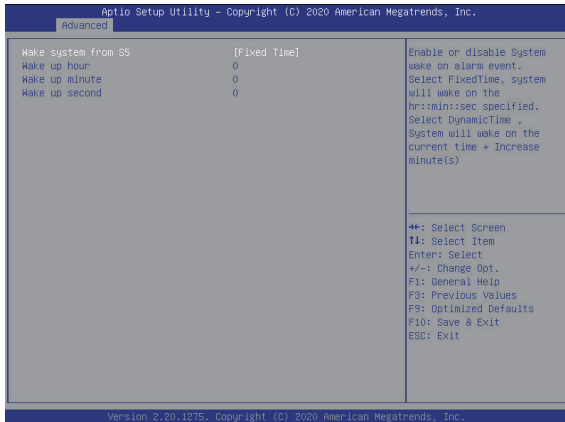 Aptio Setup Utility – Copyright (C) 2020 American Megatrends, Inc.
Advanced
Wake system from S5 [Fixed Time]
Wake up hour 0
Wake up minute 0
Wake up second 0
Enable or disable System
wake on alarm event.
Select FixedTime, system
will wake on the
hr::min::sec specified.
Select DynamicTime ,
System will wake on the
current time + Increase
minute(s)
→←: Select Screen
↑↓: Select Item
Enter: Select
+/-: Change Opt.
F1: General Help
F3: Previous Values
F9: Optimized Defaults
F10: Save & Exit
ESC: Exit
Version 2.20.1275. Copyright (C) 2020 American Megatrends, Inc.